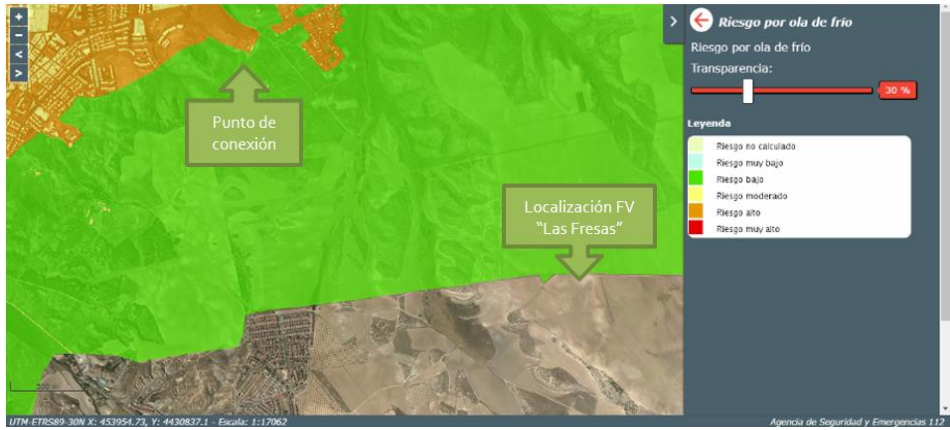 +
−
<
>
Punto de
conexión
Localización FV
“Las Fresas”
500 m
UTM-ETRS89-30N X: 453954.73, Y: 4430837.1 - Escala: 1:17062
>
Riesgo por ola de frío
Riesgo por ola de frío
Transparencia:
30 %
Leyenda
Riesgo no calculado
Riesgo muy bajo
Riesgo bajo
Riesgo moderado
Riesgo alto
Riesgo muy alto
Agencia de Seguridad y Emergencias 112